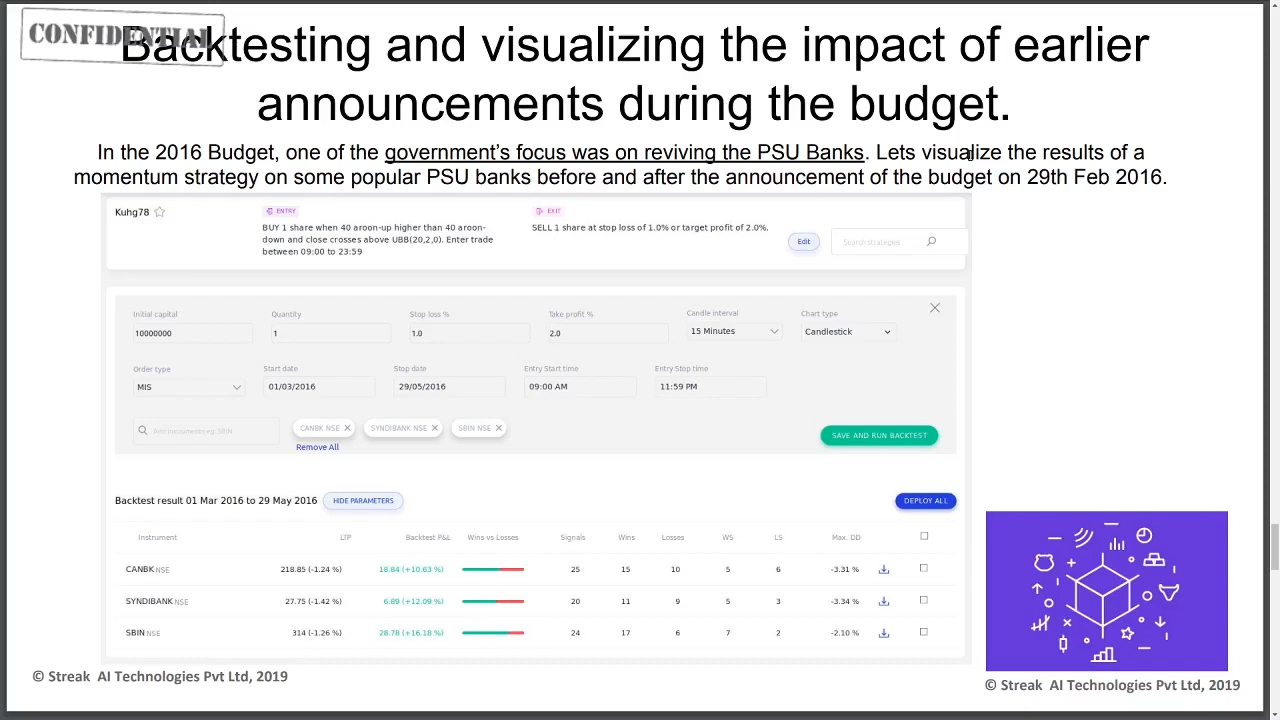 CONFIDENTIAL
Backtesting and visualizing the impact of earlier
announcements during the budget.
In the 2016 Budget, one of the government's focus was on reviving the PSU Banks. Lets visualize the results of a
momentum strategy on some popular PSU banks before and after the announcement of the budget on 29th Feb 2016.
Kuhg78
ENTRY
BUY 1 share when 40 aroon-up higher than 40 aroon-
down and close crosses above UBB(20,2,0). Enter trade
between 09:00 to 23:59
EXIT
SELL 1 share at stop loss of 1.0% or target profit of 2.0%.
Edit
Search strategies
Initial capital Quantity Stop loss % Take profit % Candle interval Chart type
10000000 1 1.0 2.0 15 Minutes Candlestick
Order type Start date Stop date Entry Start time Entry Stop time
MIS 01/03/2016 29/05/2016 09:00 AM 11:59 PM
instruments eg: SBIN
CANBK NSE SYNDIBANK NSE SBIN NSE
Remove All
SAVE AND RUN BACKTEST
Backtest result 01 Mar 2016 to 29 May 2016 HIDE PARAMETERS DEPLOY ALL
Instrument LTP Backtest P&L Wins vs Losses Signals Wins Losses WS LS Max. DD
CANBK NSE 218.85 (-1.24 %) 18.84 (+10.63 %) 25 15 10 5 6 -3.31 %
SYNDIBANK NSE 27.75 (-1.42 %) 6.89 (+12.09 %) 20 11 9 5 3 -3.34 %
SBIN NSE 314 (-1.26 %) 28.78 (+16.18 %) 24 17 6 7 2 -2.10 %
© Streak AI Technologies Pvt Ltd, 2019
© Streak AI Technologies Pvt Ltd, 2019